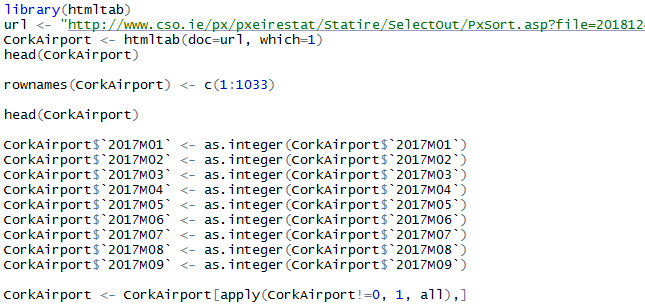 library(htmltab)
url <- "http://www.cso.ie/px/pxeirestat/Statire/SelectOut/PxSort.asp?file=201812
CorkAirport <- htmltab(doc=url, which=1)
head(CorkAirport)
rownames(CorkAirport) <- c(1:1033)
head(CorkAirport)
CorkAirport$`2017M01` <- as.integer(CorkAirport$`2017M01`)
CorkAirport$`2017M02` <- as.integer(CorkAirport$`2017M02`)
CorkAirport$`2017M03` <- as.integer(CorkAirport$`2017M03`)
CorkAirport$`2017M04` <- as.integer(CorkAirport$`2017M04`)
CorkAirport$`2017M05` <- as.integer(CorkAirport$`2017M05`)
CorkAirport$`2017M06` <- as.integer(CorkAirport$`2017M06`)
CorkAirport$`2017M07` <- as.integer(CorkAirport$`2017M07`)
CorkAirport$`2017M08` <- as.integer(CorkAirport$`2017M08`)
CorkAirport$`2017M09` <- as.integer(CorkAirport$`2017M09`)
CorkAirport <- CorkAirport[apply(CorkAirport!=0, 1, all),]